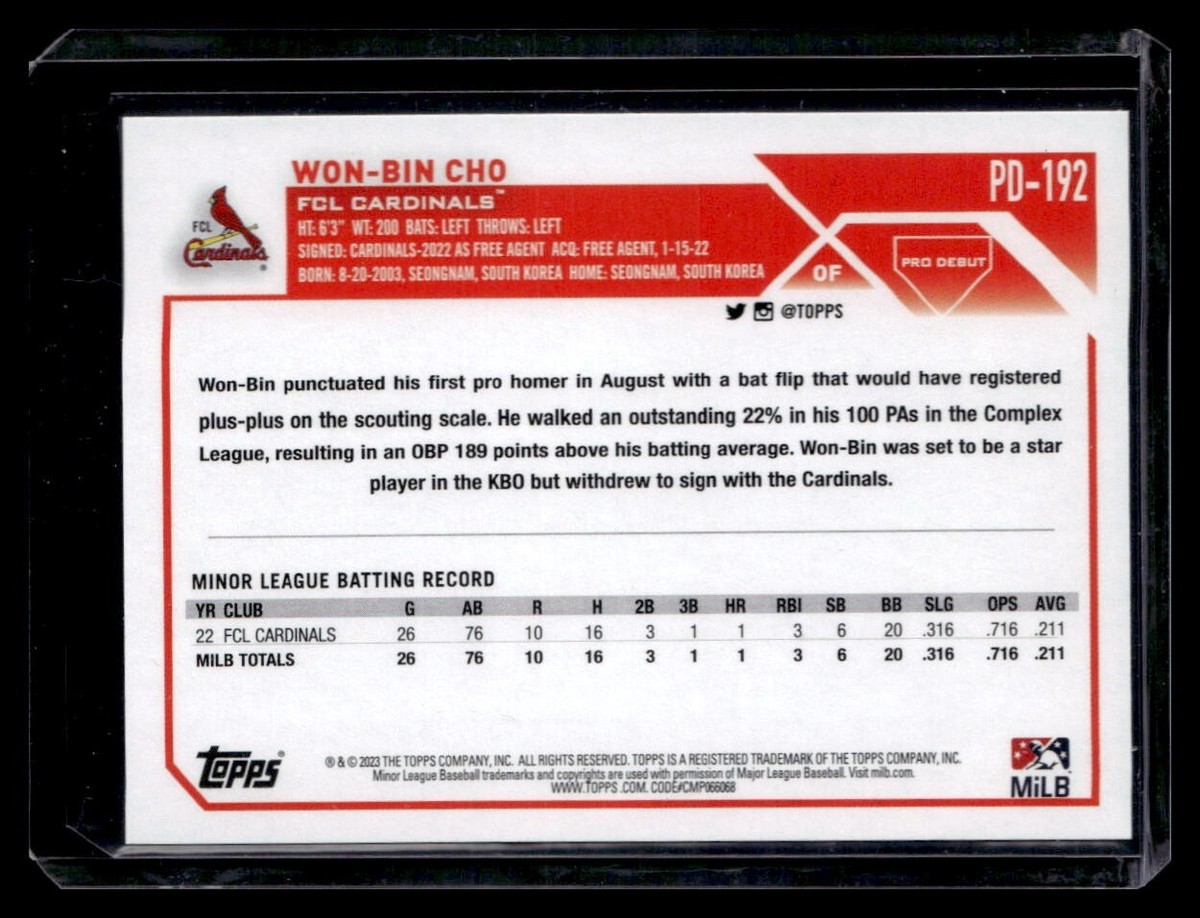 WON-BIN CHO
PD-192
FCL CARDINALS™
FCL
Cardinals®
HT: 6'3" WT: 200 BATS: LEFT THROWS: LEFT
SIGNED: CARDINALS-2022 AS FREE AGENT ACQ: FREE AGENT, 1-15-22
BORN: 8-20-2003, SEONGNAM, SOUTH KOREA HOME: SEONGNAM, SOUTH KOREA
OF
PRO DEBUT
@TOPPS
Won-Bin punctuated his first pro homer in August with a bat flip that would have registered
plus-plus on the scouting scale. He walked an outstanding 22% in his 100 PAs in the Complex
League, resulting in an OBP 189 points above his batting average. Won-Bin was set to be a star
player in the KBO but withdrew to sign with the Cardinals.
MINOR LEAGUE BATTING RECORD
YR CLUB G AB R H 2B 3B HR RBI SB BB SLG OPS AVG
22 FCL CARDINALS 26 76 10 16 3 1 1 3 6 20 .316 .716 .211
MILB TOTALS 26 76 10 16 3 1 1 3 6 20 .316 .716 .211
Topps®
® & © 2023 THE TOPPS COMPANY, INC. ALL RIGHTS RESERVED. TOPPS IS A REGISTERED TRADEMARK OF THE TOPPS COMPANY, INC.
Minor League Baseball trademarks and copyrights are used with permission of Major League Baseball. Visit milb.com.
WWW.TOPPS.COM. CODE#CMP066068
MiLB